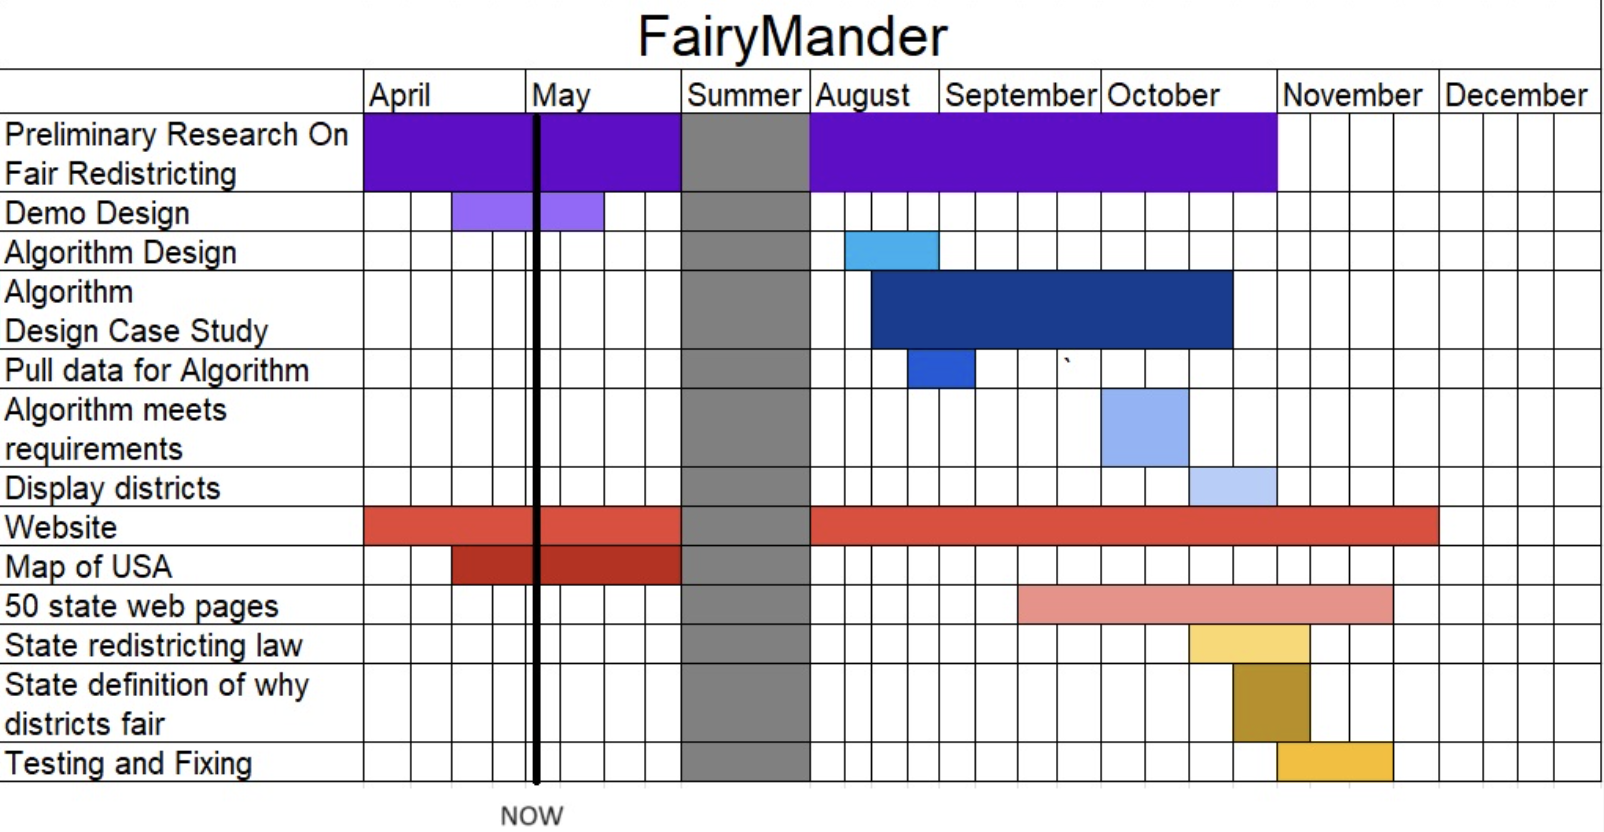 FairyMander
April May Summer August September October November December
Preliminary Research On
Fair Redistricting
Demo Design
Algorithm Design
Algorithm
Design Case Study
Pull data for Algorithm `
Algorithm meets
requirements
Display districts
Website
Map of USA
50 state web pages
State redistricting law
State definition of why
districts fair
Testing and Fixing
NOW